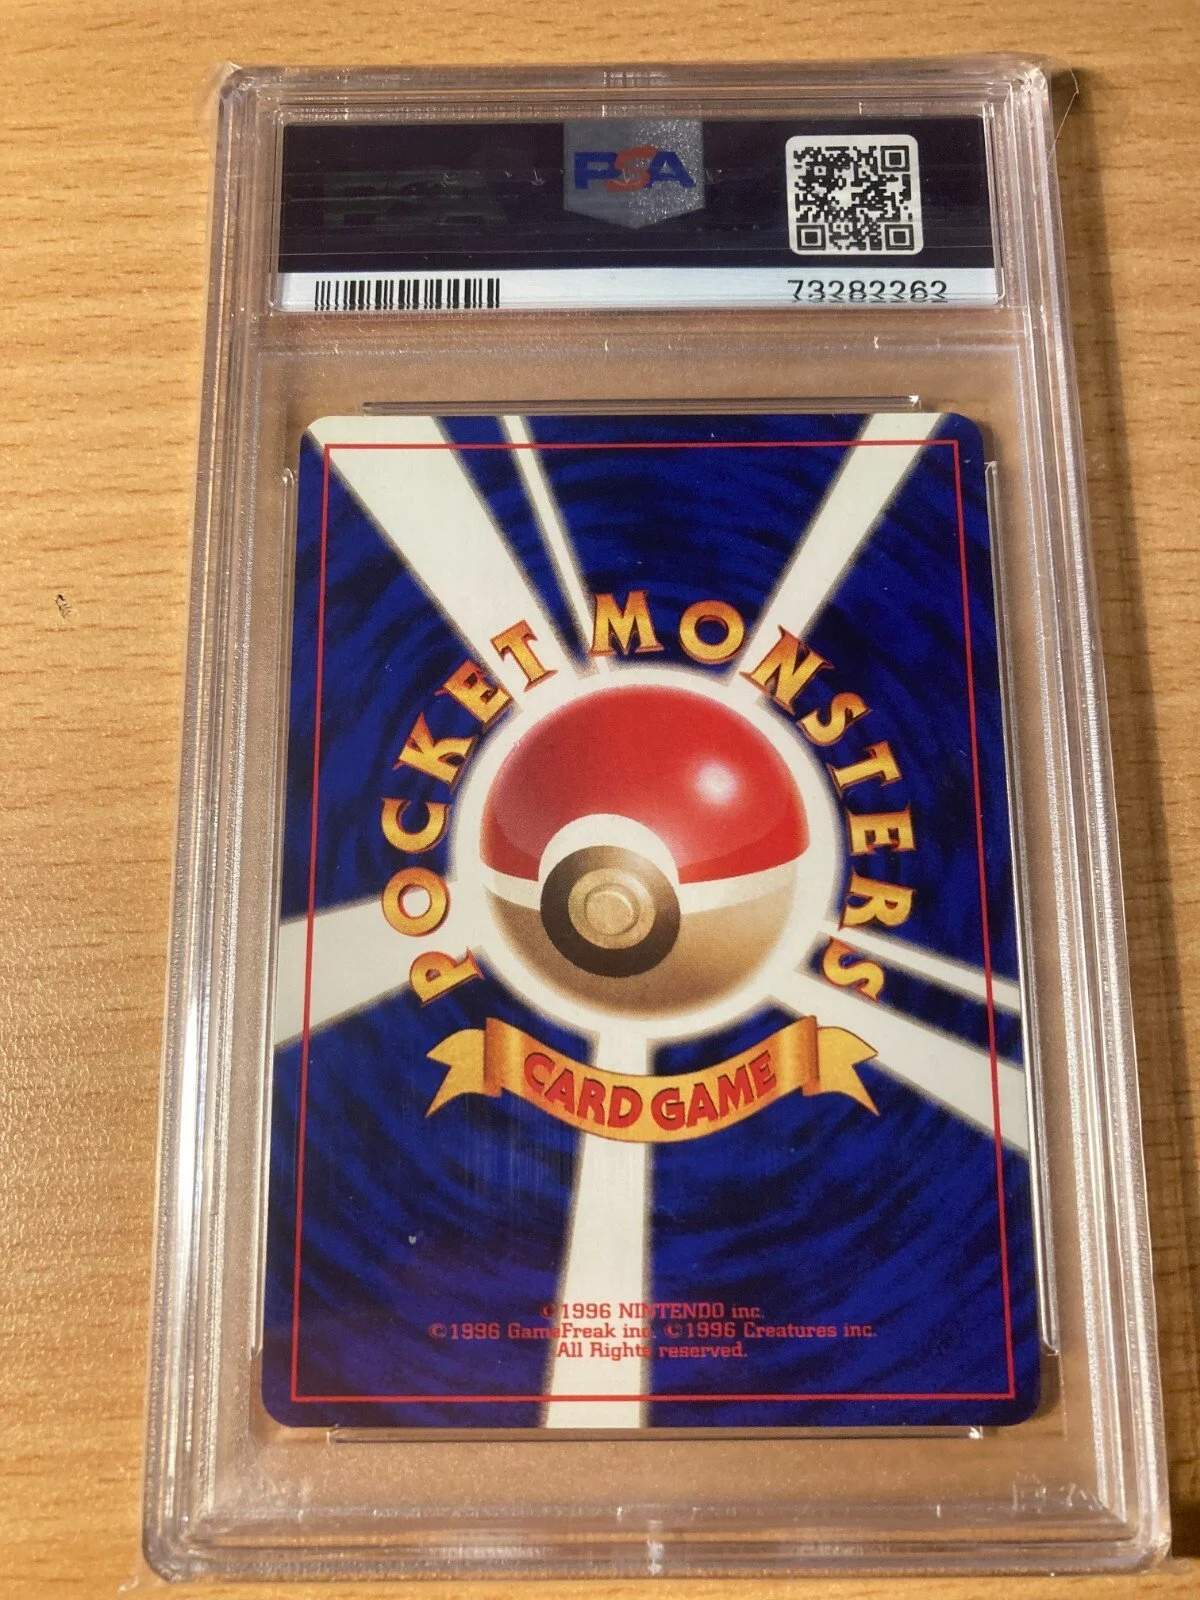 PSA
73282262
POCKET MONSTERS
CARD GAME
©1996 NINTENDO inc.
©1996 GameFreak inc. ©1996 Creatures inc.
All Rights reserved.